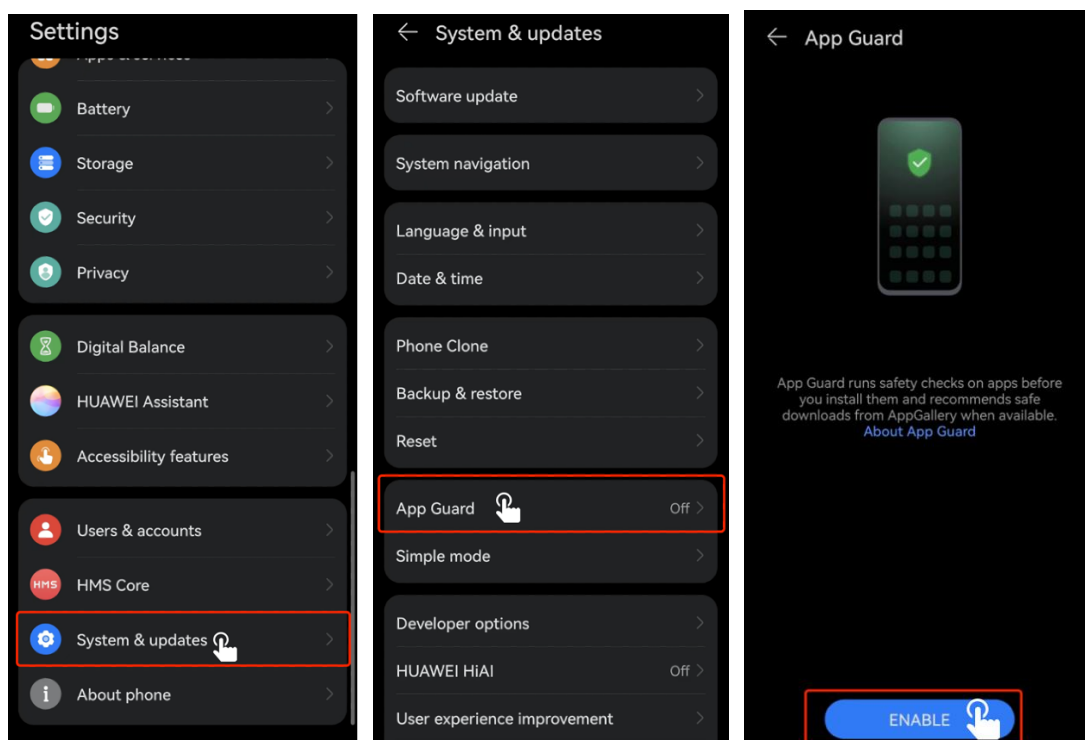 Settings
Battery
Storage
Security
Privacy
Digital Balance
HUAWEI Assistant
Accessibility features
Users & accounts
HMS
HMS Core
System & updates
About phone
System & updates
Software update
System navigation
Language & input
Date & time
Phone Clone
Backup & restore
Reset
App Guard Off
Simple mode
Developer options
HUAWEI HiAI Off
User experience improvement
App Guard
App Guard runs safety checks on apps before
you install them and recommends safe
downloads from AppGallery when available.
About App Guard
ENABLE